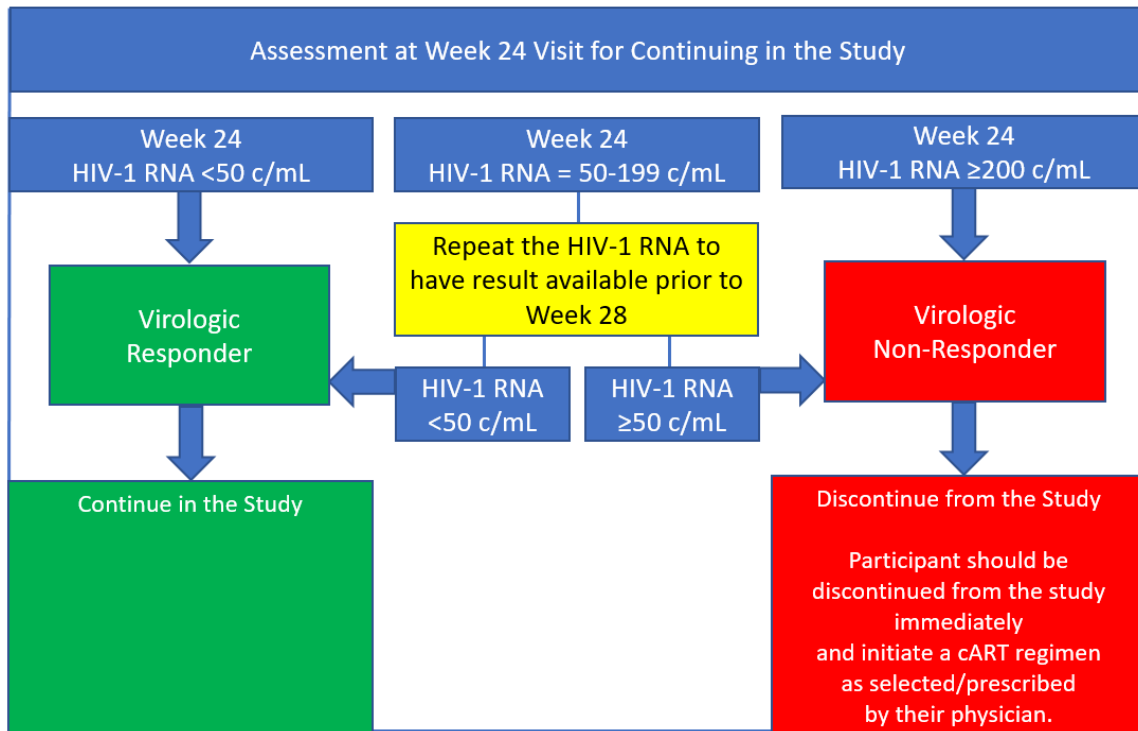 Assessment at Week 24 Visit for Continuing in the Study
Week 24
HIV-1 RNA <50 c/mL
Week 24
HIV-1 RNA = 50-199 c/mL
Week 24
HIV-1 RNA ≥200 c/mL
Repeat the HIV-1 RNA to
have result available prior to
Week 28
Virologic
Responder
Virologic
Non-Responder
HIV-1 RNA
<50 c/mL
HIV-1 RNA
≥50 c/mL
Continue in the Study
Discontinue from the Study
Participant should be
discontinued from the study
immediately
and initiate a cART regimen
as selected/prescribed
by their physician.